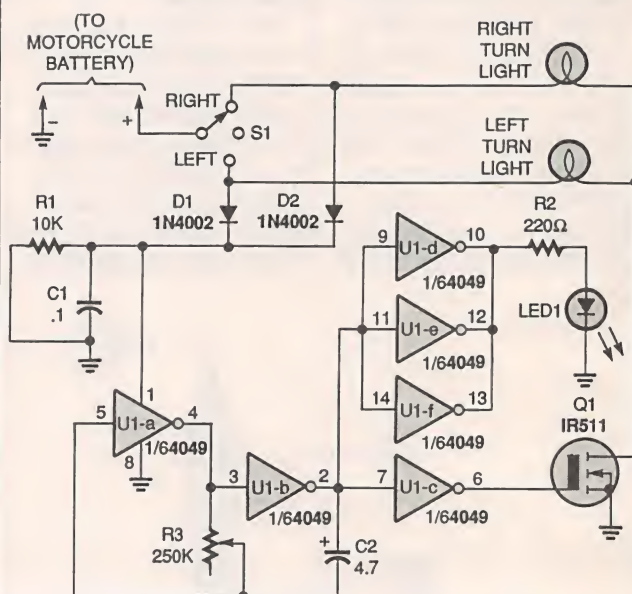 (TO
MOTORCYCLE
BATTERY)
−
+
RIGHT
S1
LEFT
RIGHT
TURN
LIGHT
LEFT
TURN
LIGHT
R1
10K
D1
1N4002
D2
1N4002
C1
.1
9
U1-d
10
1/64049
11
U1-e
12
1/64049
14
U1-f
13
1/64049
R2
220Ω
LED1
Q1
IR511
1
5
U1-a
4
1/64049
8
3
U1-b
2
1/64049
7
U1-c
6
1/64049
R3
250K
+
C2
4.7